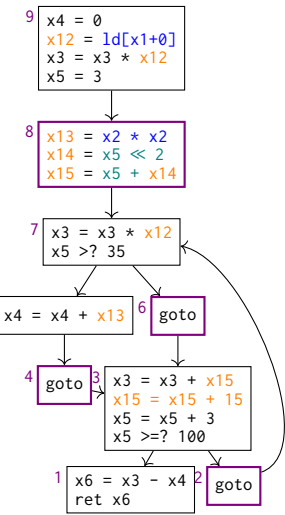 9
x4 = 0
x12 = ld[x1+0]
x3 = x3 * x12
x5 = 3
8
x13 = x2 * x2
x14 = x5 ≪ 2
x15 = x5 + x14
7
x3 = x3 * x12
x5 >? 35
x4 = x4 + x13
6
goto
4
goto
3
x3 = x3 + x15
x15 = x15 + 15
x5 = x5 + 3
x5 >=? 100
1
x6 = x3 - x4
ret x6
2
goto